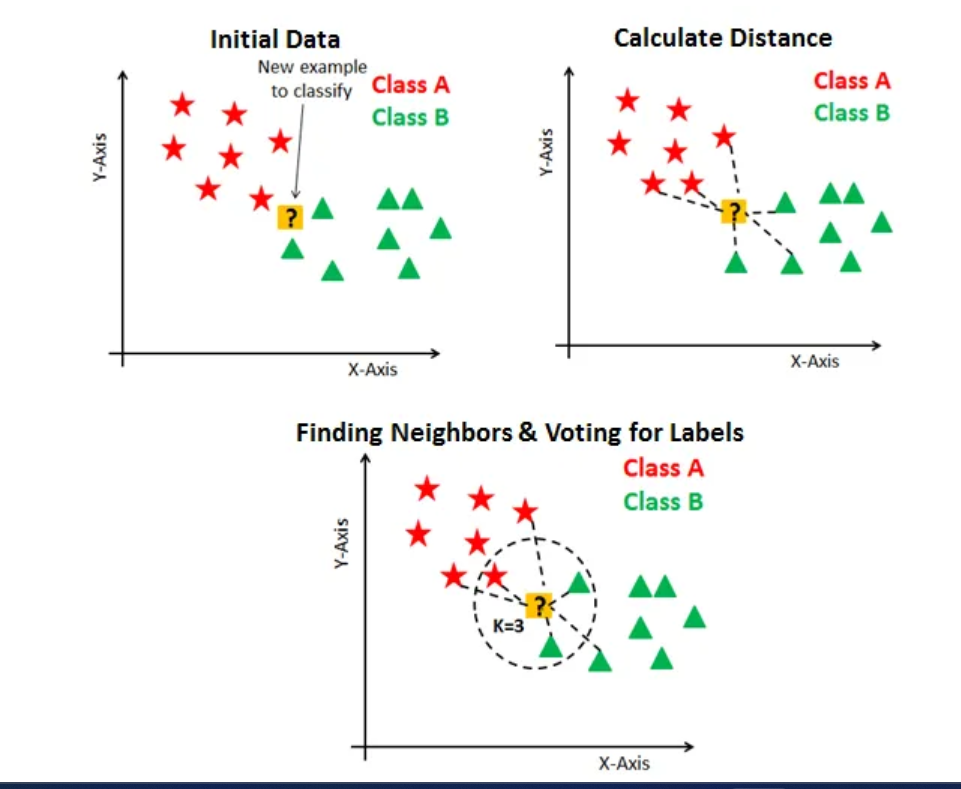 Initial Data
New example
to classify
Class A
Class B
Y-Axis
?
X-Axis
Calculate Distance
Class A
Class B
Y-Axis
?
X-Axis
Finding Neighbors & Voting for Labels
Class A
Class B
Y-Axis
?
K=3
X-Axis